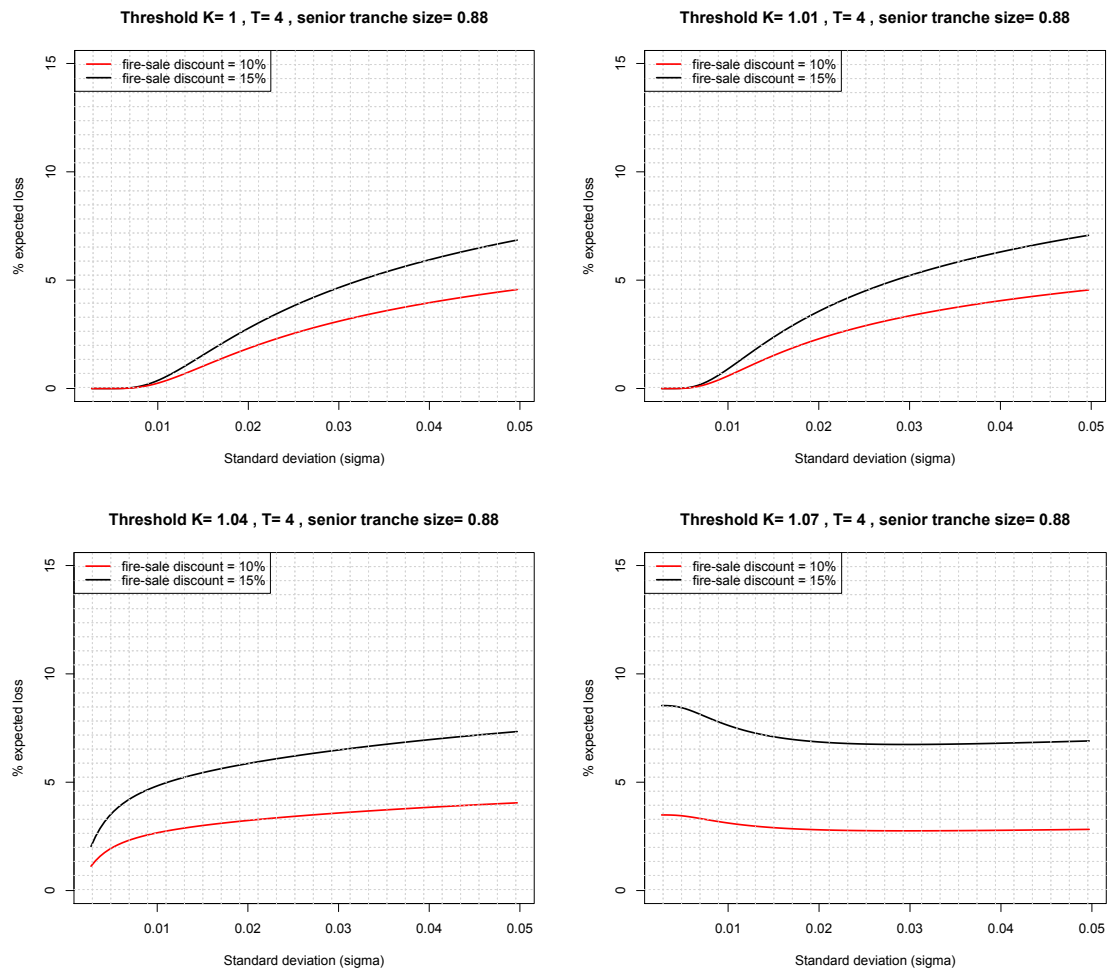 Threshold K= 1 , T= 4 , senior tranche size= 0.88
fire-sale discount = 10%
fire-sale discount = 15%
15
10
5
0
% expected loss
0.01 0.02 0.03 0.04 0.05
Standard deviation (sigma)
Threshold K= 1.01 , T= 4 , senior tranche size= 0.88
fire-sale discount = 10%
fire-sale discount = 15%
15
10
5
0
% expected loss
0.01 0.02 0.03 0.04 0.05
Standard deviation (sigma)
Threshold K= 1.04 , T= 4 , senior tranche size= 0.88
fire-sale discount = 10%
fire-sale discount = 15%
15
10
5
0
% expected loss
0.01 0.02 0.03 0.04 0.05
Standard deviation (sigma)
Threshold K= 1.07 , T= 4 , senior tranche size= 0.88
fire-sale discount = 10%
fire-sale discount = 15%
15
10
5
0
% expected loss
0.01 0.02 0.03 0.04 0.05
Standard deviation (sigma)